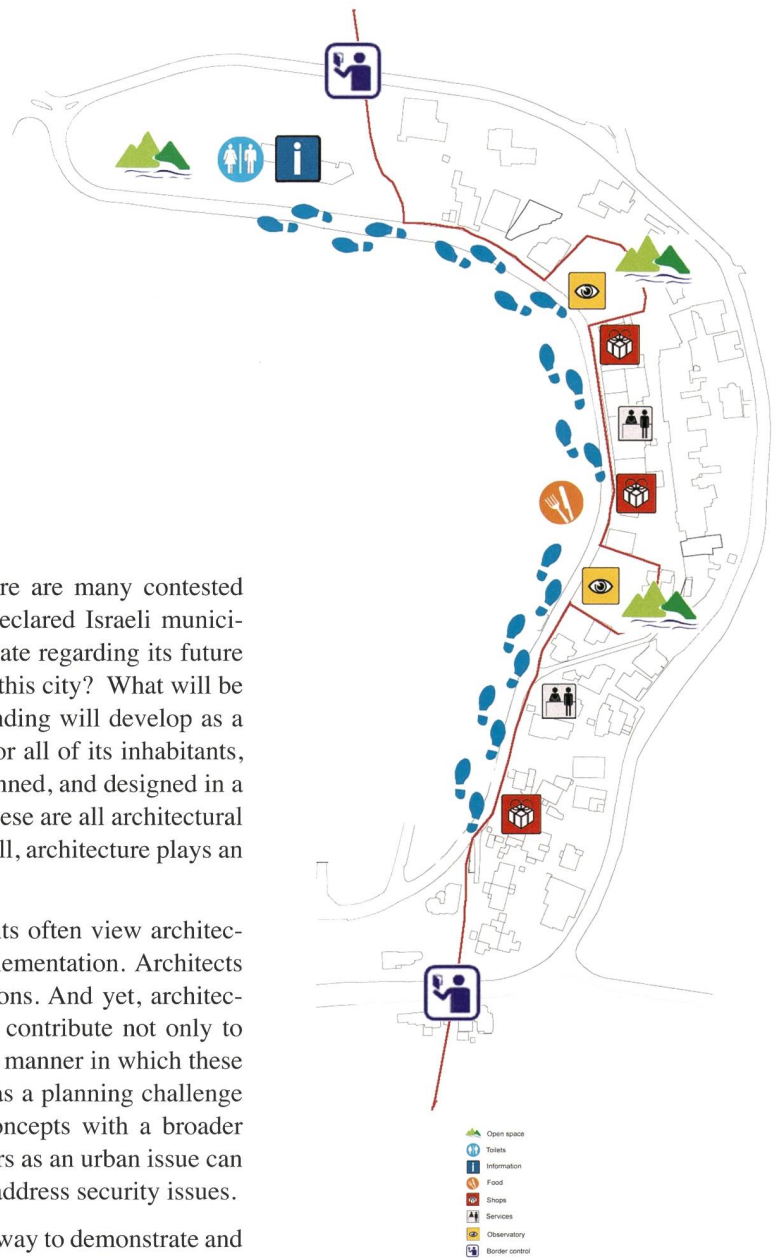 re are many contested
eclared Israeli munici-
ate regarding its future
this city? What will be
nding will develop as a
or all of its inhabitants,
nned, and designed in a
ese are all architectural
ll, architecture plays an
ts often view architec-
lementation. Architects
ons. And yet, architec-
contribute not only to
manner in which these
as a planning challenge
oncepts with a broader
rs as an urban issue can
address security issues.
way to demonstrate and
i
Open space
Toilets
Information
Food
Shops
Services
Observatory
Border control